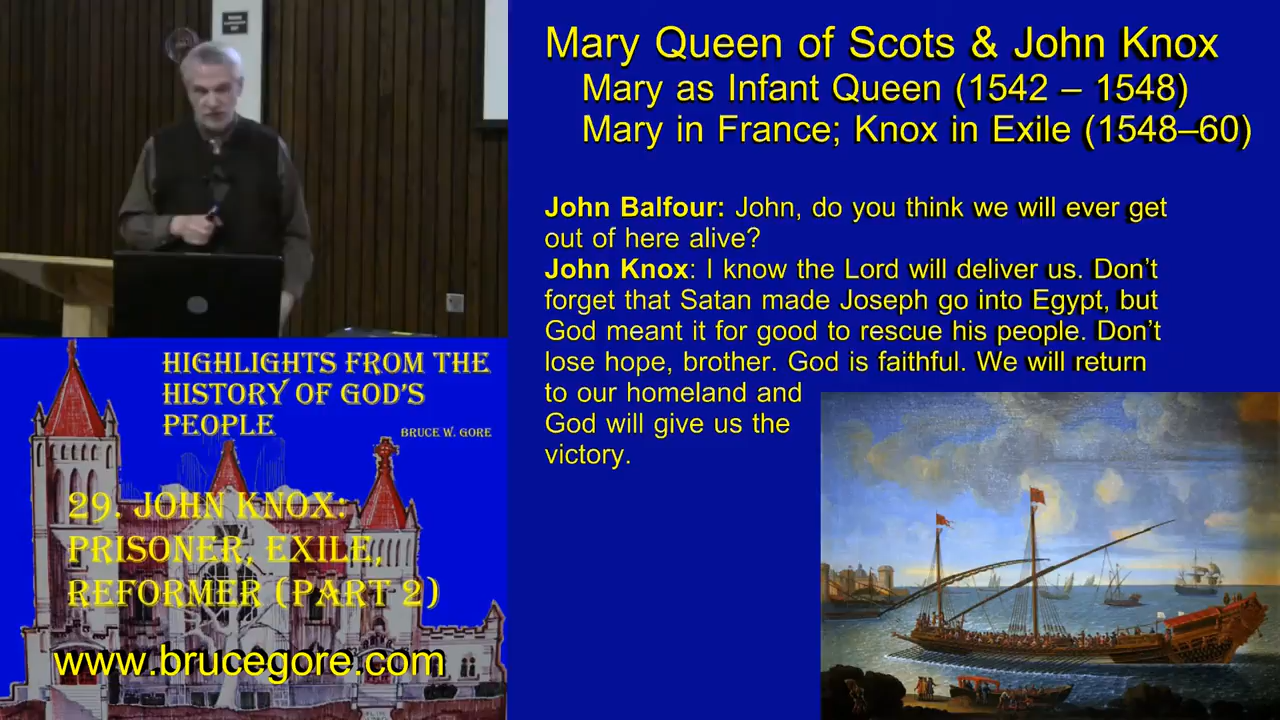 Mary Queen of Scots & John Knox
Mary as Infant Queen (1542 – 1548)
Mary in France; Knox in Exile (1548–60)
John Balfour: John, do you think we will ever get
out of here alive?
John Knox: I know the Lord will deliver us. Don't
forget that Satan made Joseph go into Egypt, but
God meant it for good to rescue his people. Don't
lose hope, brother. God is faithful. We will return
to our homeland and
God will give us the
victory.
HIGHLIGHTS FROM THE
HISTORY OF GOD'S
PEOPLE
BRUCE W. GORE
29. JOHN KNOX:
PRISONER, EXILE,
REFORMER (PART 2)
www.brucegore.com